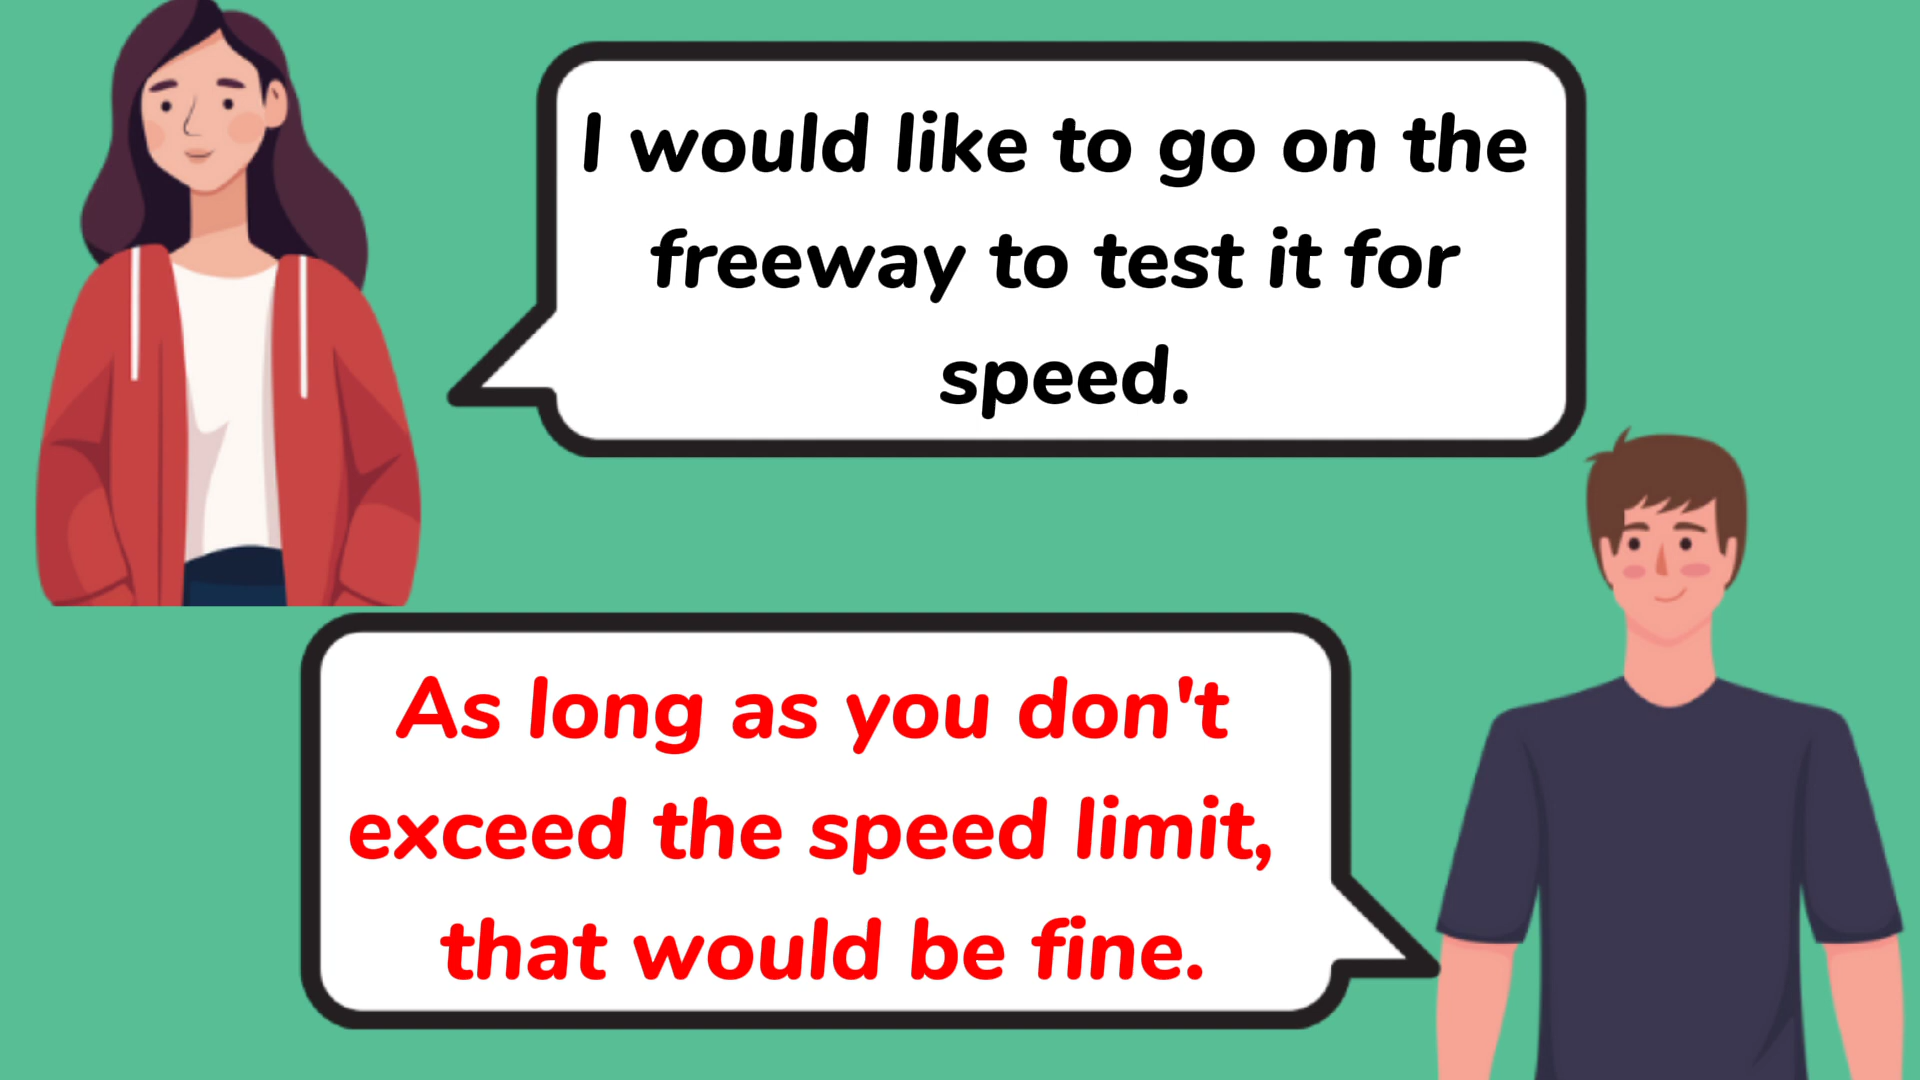 I would like to go on the
freeway to test it for
speed.
As long as you don't
exceed the speed limit,
that would be fine.